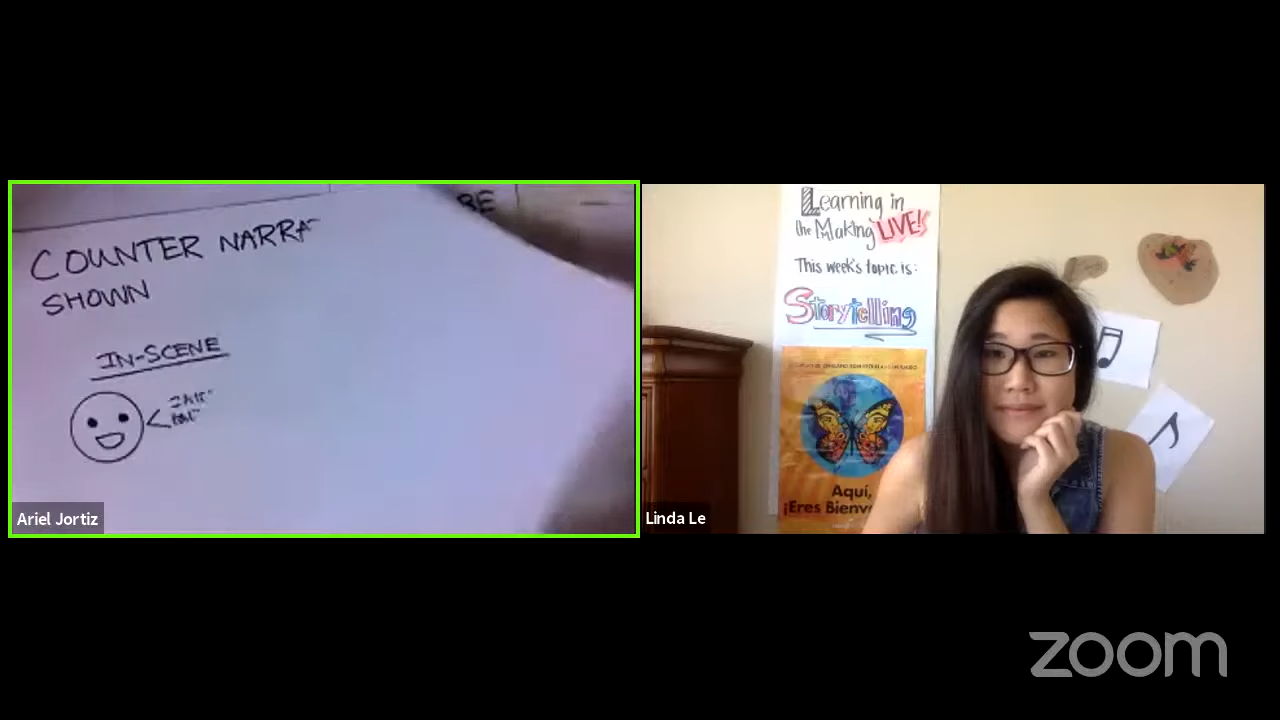 BE
COUNTER NARRA
SHOWN
IN-SCENE
Ariel Jortiz
Learning in
the Making LIVE!
This week's topic is:
Storytelling
Aquí,
¡Eres Bienv
Linda Le
zoom